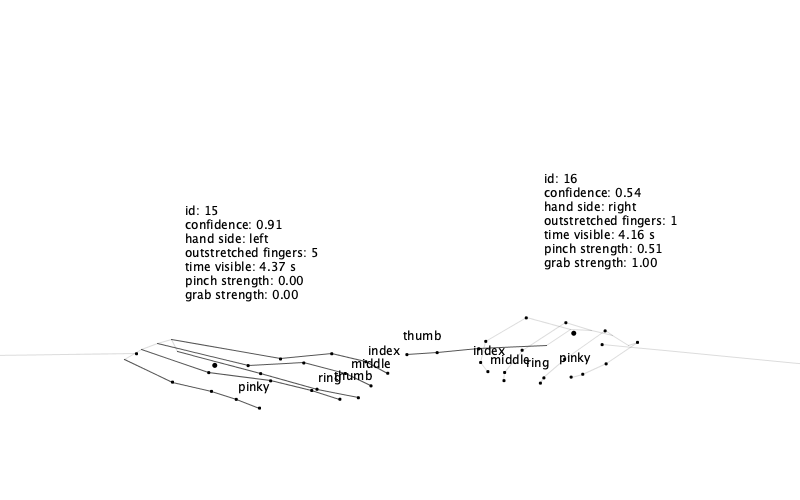 id: 15
confidence: 0.91
hand side: left
outstretched fingers: 5
time visible: 4.37 s
pinch strength: 0.00
grab strength: 0.00
id: 16
confidence: 0.54
hand side: right
outstretched fingers: 1
time visible: 4.16 s
pinch strength: 0.51
grab strength: 1.00
thumb
index
middle
ring
thumb
pinky
index
middle
ring
pinky